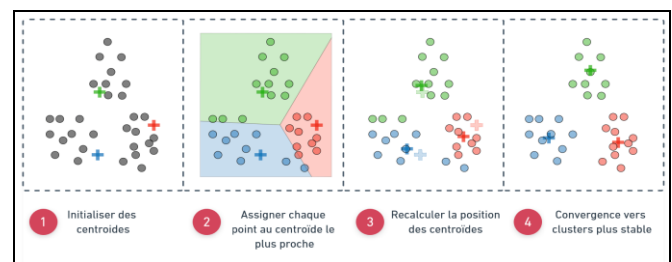 1
Initialiser des
centroides
2
Assigner chaque
point au centroïde le
plus proche
3
Recalculer la position
des centroïdes
4
Convergence vers
clusters plus stable